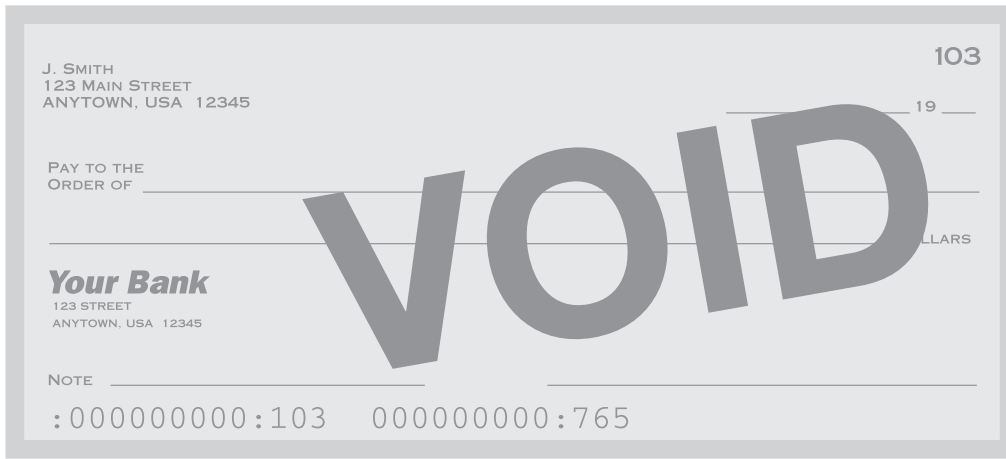 103
J. Smith
123 Main Street
ANYTOWN, USA 12345
19
Pay to the
Order of
VOID
LLARS
Your Bank
123 STREET
ANYTOWN, USA 12345
Note
:000000000:103 000000000:765